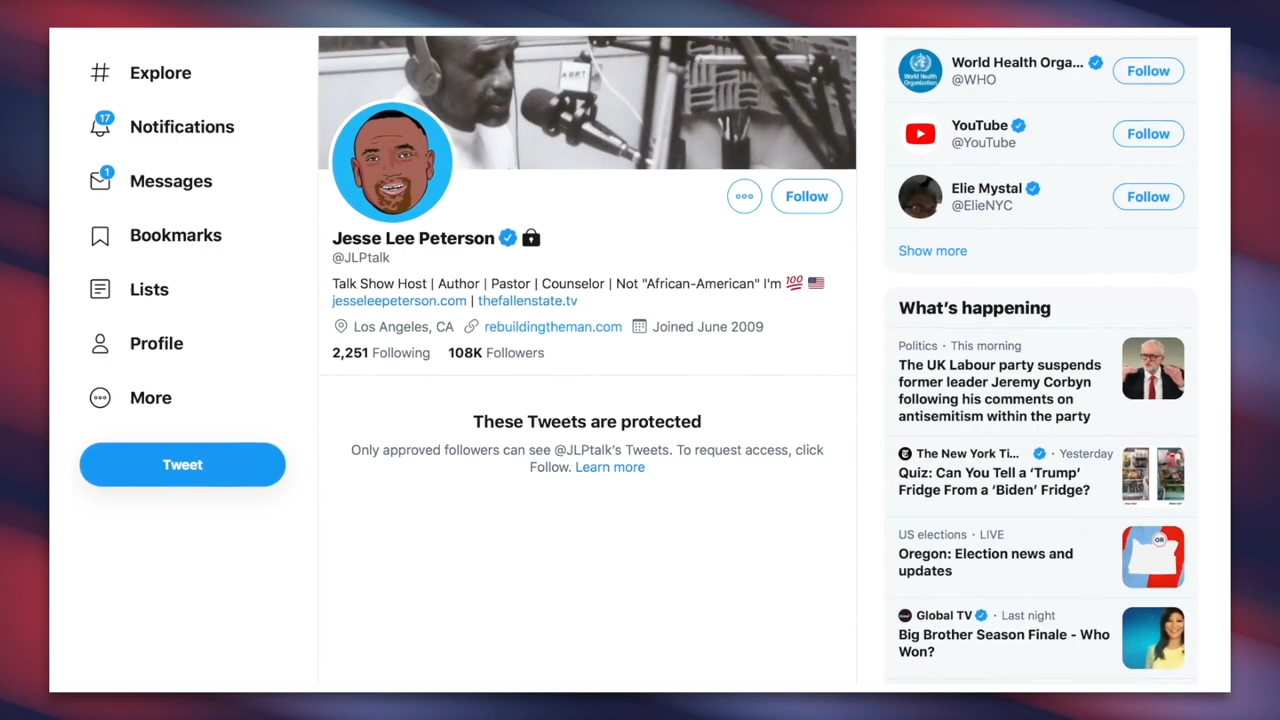 Explore
17
Notifications
1
Messages
Bookmarks
Lists
Profile
More
Tweet
KBRT
Follow
Jesse Lee Peterson
@JLPtalk
Talk Show Host | Author | Pastor | Counselor | Not "African-American" I'm 💯 🇺🇸
jesseleepeterson.com | thefallenstate.tv
Los Angeles, CA rebuildingtheman.com Joined June 2009
2,251 Following 108K Followers
These Tweets are protected
Only approved followers can see @JLPtalk's Tweets. To request access, click
Follow. Learn more
World Health Orga...
@WHO
Follow
World Health
Organization
YouTube
@YouTube
Follow
Elie Mystal
@ElieNYC
Follow
Show more
What's happening
Politics · This morning
The UK Labour party suspends
former leader Jeremy Corbyn
following his comments on
antisemitism within the party
The New York Ti... · Yesterday
Quiz: Can You Tell a ‘Trump’
Fridge From a ‘Biden’ Fridge?
US elections · LIVE
Oregon: Election news and
updates
OR
Global TV · Last night
Big Brother Season Finale - Who
Won?